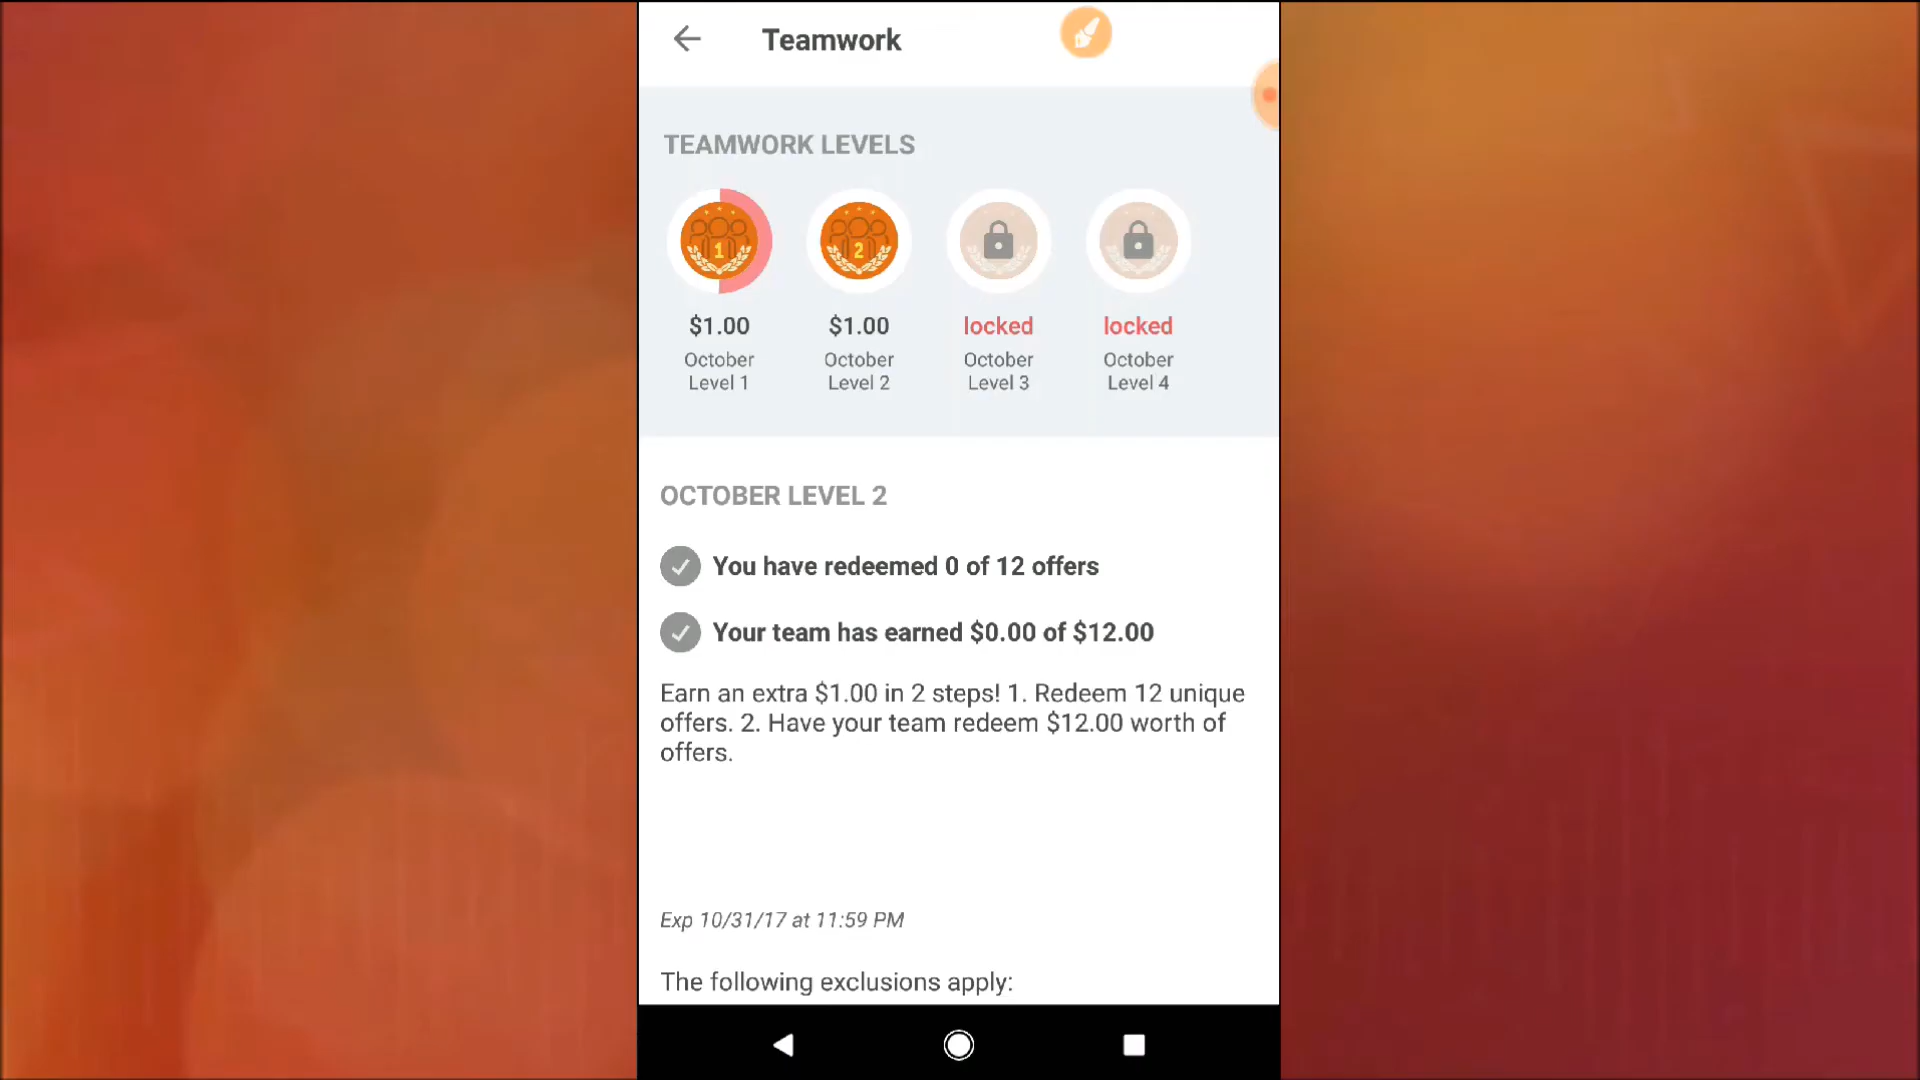 Teamwork
TEAMWORK LEVELS
1
2
$1.00
$1.00
locked
locked
October
Level 1
October
Level 2
October
Level 3
October
Level 4
OCTOBER LEVEL 2
You have redeemed 0 of 12 offers
Your team has earned $0.00 of $12.00
Earn an extra $1.00 in 2 steps! 1. Redeem 12 unique
offers. 2. Have your team redeem $12.00 worth of
offers.
Exp 10/31/17 at 11:59 PM
The following exclusions apply: